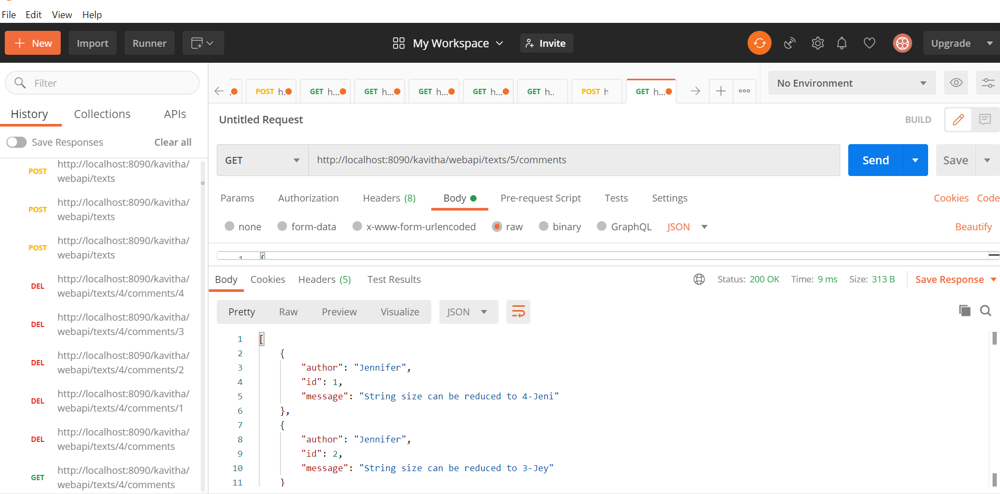 File Edit View Help
New Import Runner My Workspace Invite Upgrade
Filter
History Collections APIs
Save Responses Clear all
POST http://localhost:8090/kavitha/
webapi/texts
POST http://localhost:8090/kavitha/
webapi/texts
POST http://localhost:8090/kavitha/
webapi/texts
DEL http://localhost:8090/kavitha/
webapi/texts/4/comments/4
DEL http://localhost:8090/kavitha/
webapi/texts/4/comments/3
DEL http://localhost:8090/kavitha/
webapi/texts/4/comments/2
DEL http://localhost:8090/kavitha/
webapi/texts/4/comments/1
DEL http://localhost:8090/kavitha/
webapi/texts/4/comments
GET http://localhost:8090/kavitha/
webapi/texts/4/comments
. POST h. GET h... GET h... GET h... GET h... GET h.. POST h GET h... No Environment
Untitled Request BUILD
GET http://localhost:8090/kavitha/webapi/texts/5/comments Send Save
Params Authorization Headers (8) Body Pre-request Script Tests Settings Cookies Code
none form-data x-www-form-urlencoded raw binary GraphQL JSON Beautify
1 {
Body Cookies Headers (5) Test Results Status: 200 OK Time: 9 ms Size: 313 B Save Response
Pretty Raw Preview Visualize JSON
1 [
2 {
3 "author": "Jennifer",
4 "id": 1,
5 "message": "String size can be reduced to 4-Jeni"
6 },
7 {
8 "author": "Jennifer",
9 "id": 2,
10 "message": "String size can be reduced to 3-Jey"
11 }